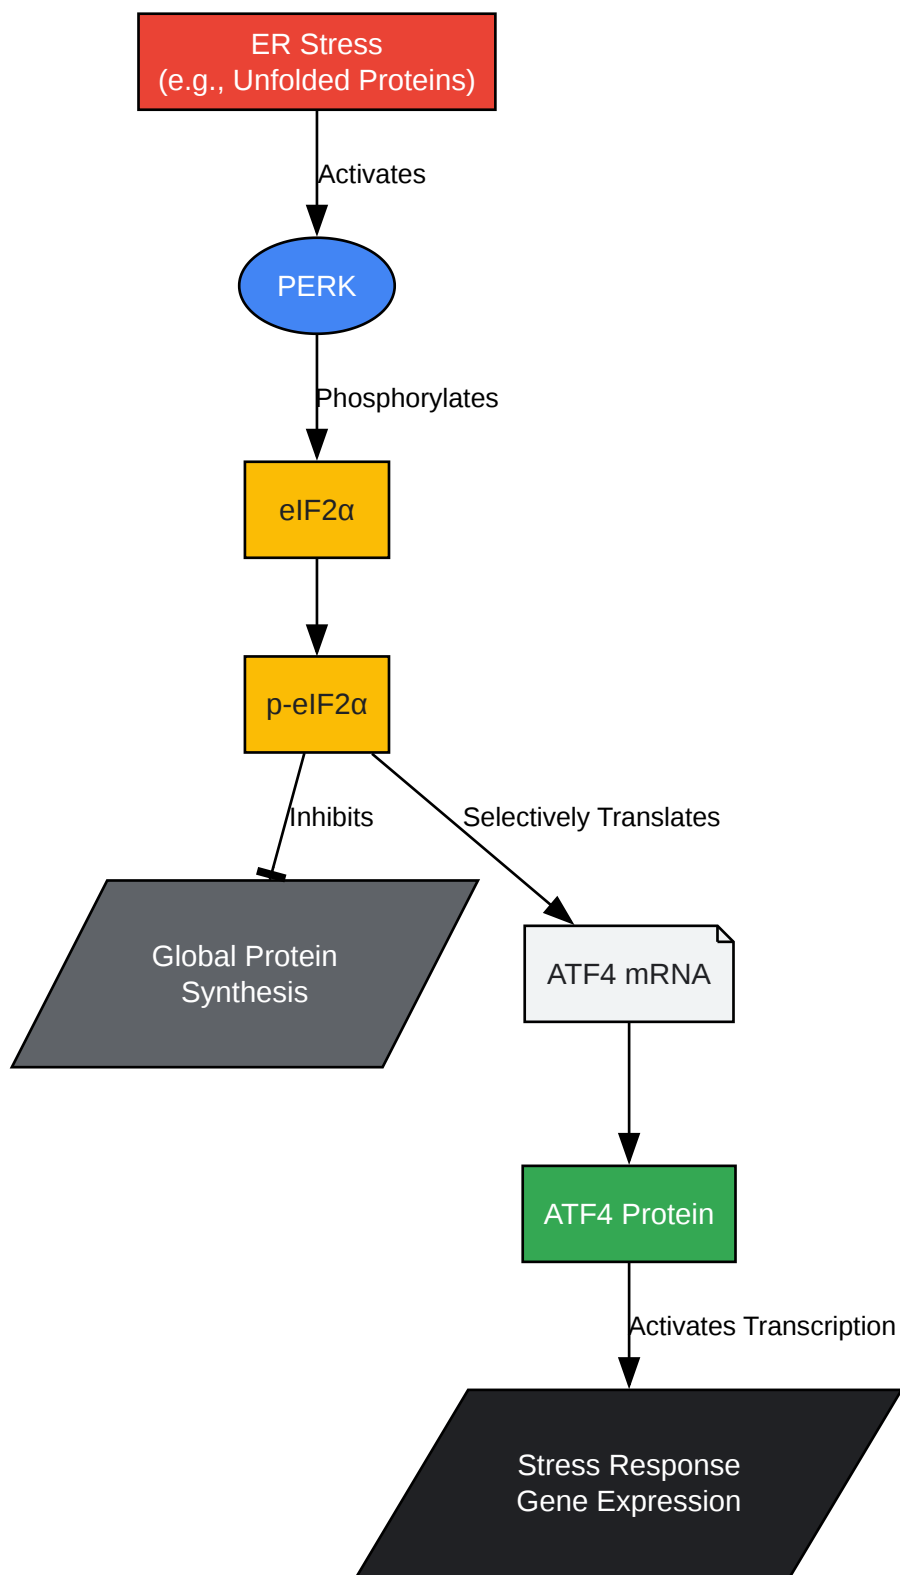 ER Stress
(e.g., Unfolded Proteins)
Activates
PERK
Phosphorylates
eIF2α
p-eIF2α
Inhibits
Selectively Translates
Global Protein
Synthesis
ATF4 mRNA
ATF4 Protein
Activates Transcription
Stress Response
Gene Expression